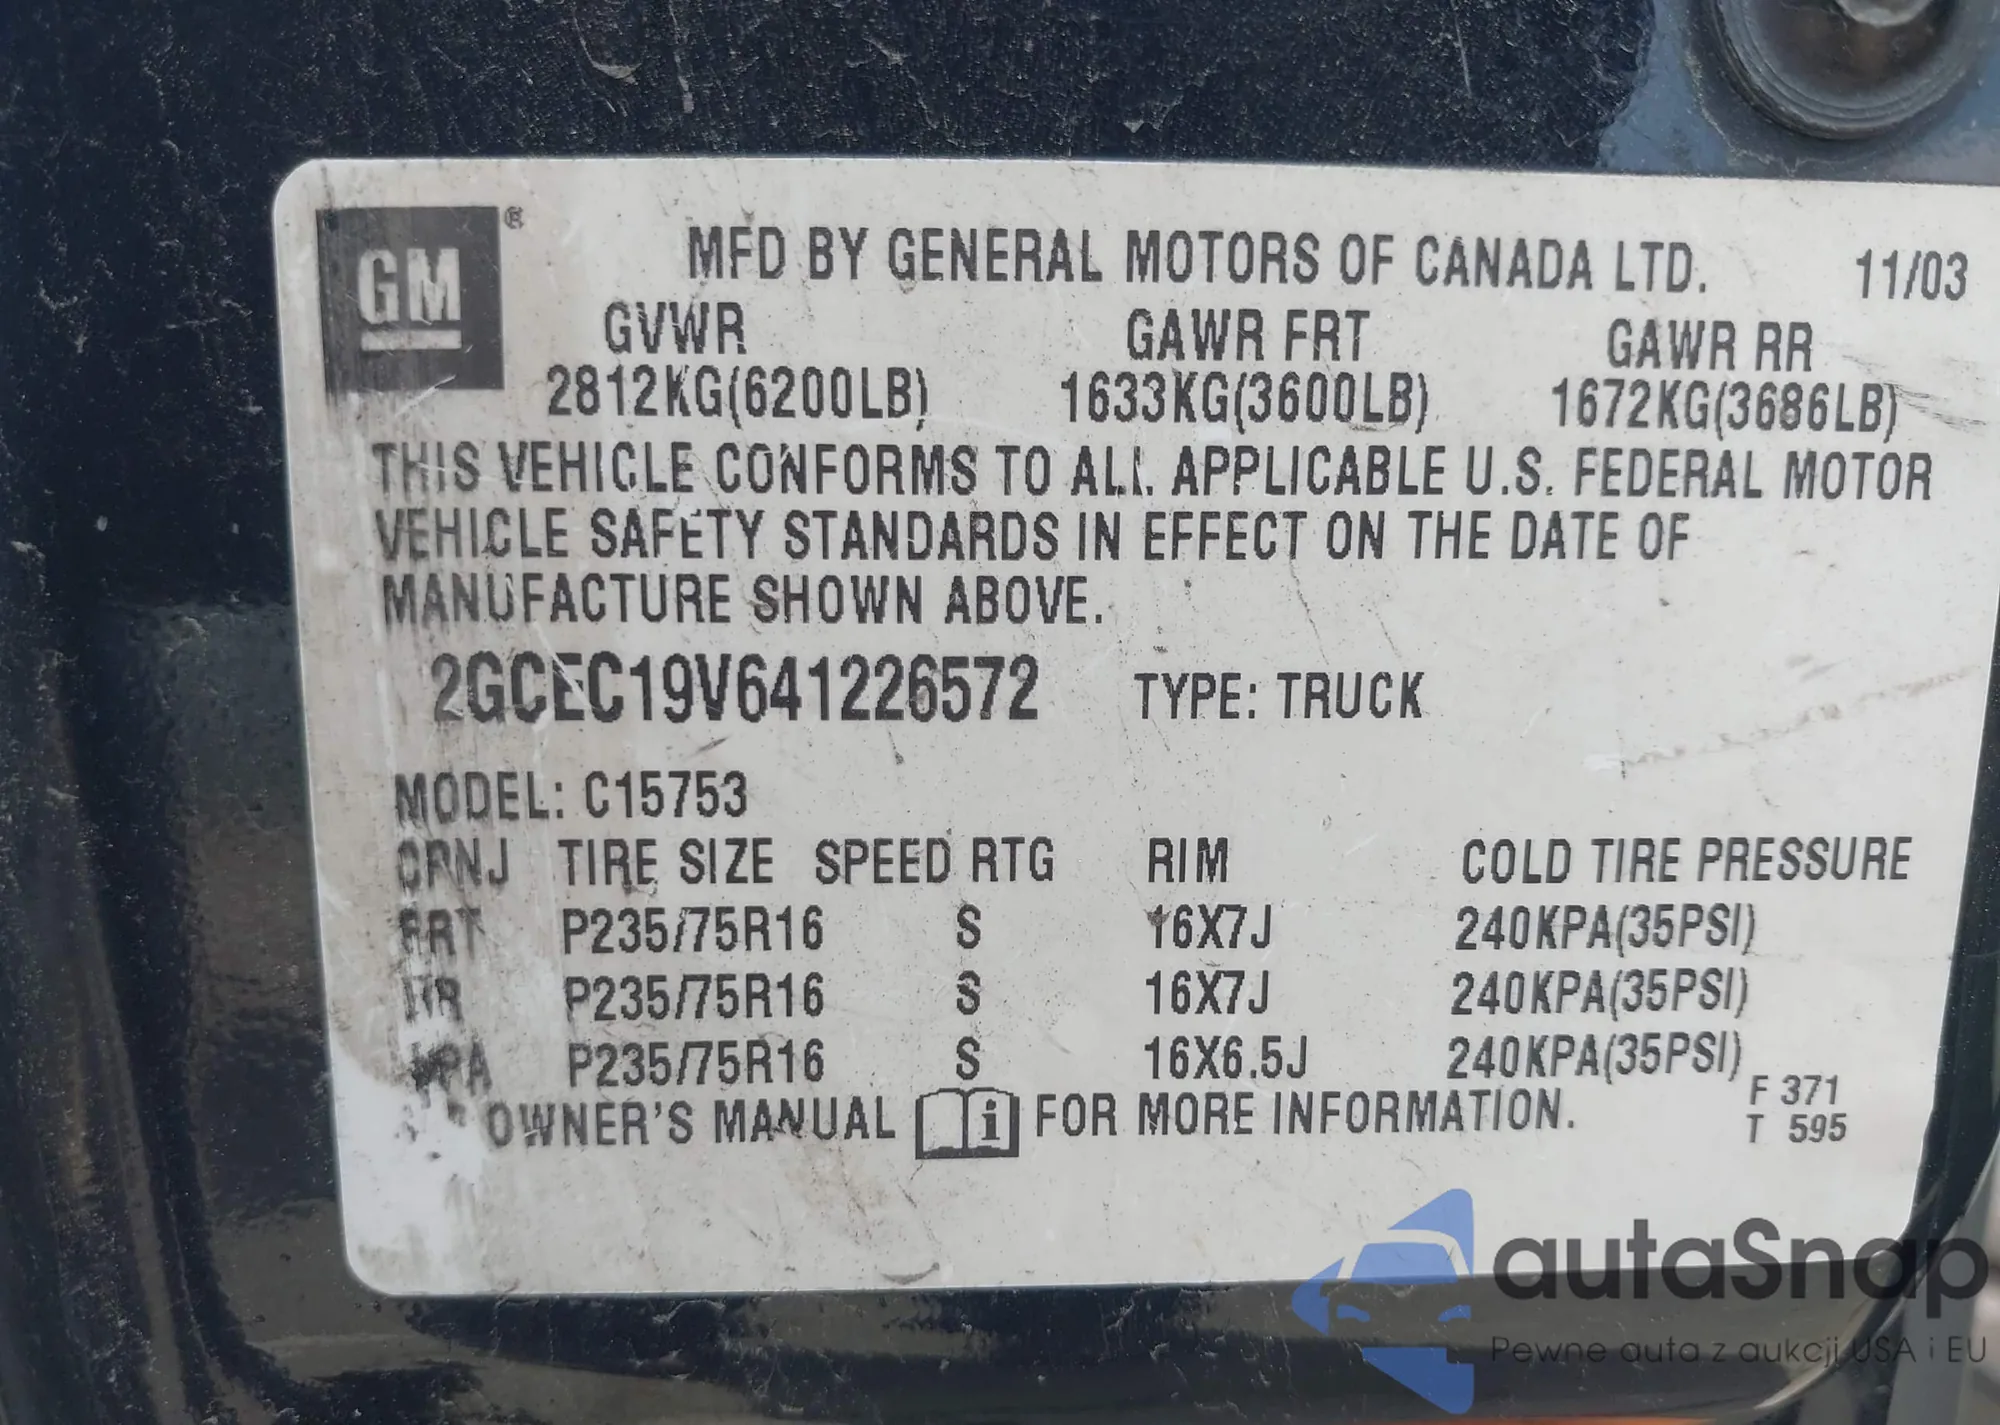 GM ®
MFD BY GENERAL MOTORS OF CANADA LTD. 11/03
GVWR GAWR FRT GAWR RR
2812KG(6200LB) 1633KG(3600LB) 1672KG(3686LB)
THIS VEHICLE CONFORMS TO ALL APPLICABLE U.S. FEDERAL MOTOR
VEHICLE SAFETY STANDARDS IN EFFECT ON THE DATE OF
MANUFACTURE SHOWN ABOVE.
2GCEC19V641226572 TYPE: TRUCK
MODEL: C15753
TIRE SIZE SPEED RTG RIM COLD TIRE PRESSURE
FRT P235/75R16 S 16X7J 240KPA(35PSI)
RR P235/75R16 S 16X7J 240KPA(35PSI)
P235/75R16 S 16X6.5J 240KPA(35PSI)
OWNER'S MANUAL i FOR MORE INFORMATION.
F 371
T 595
autaSnap
Pewne auta z aukcji USA i EU